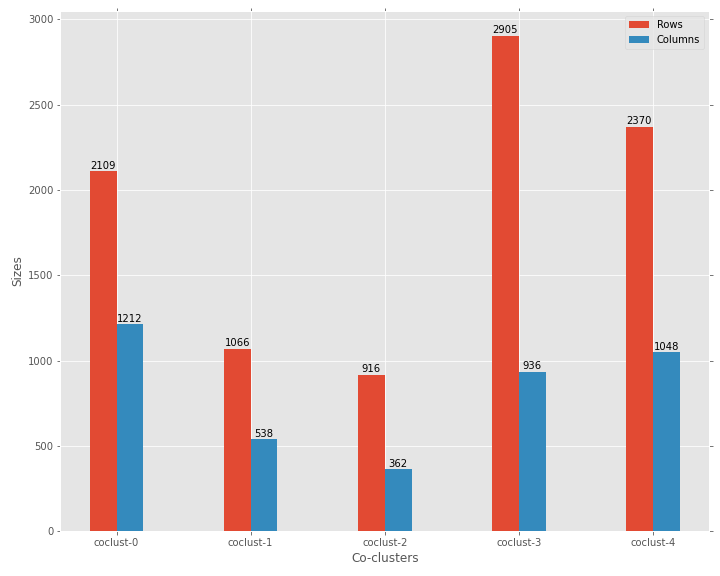 3000
2500
2000
1500
1000
500
0
Sizes
Rows
Columns
2109
1212
1066
538
916
362
2905
936
2370
1048
coclust-0
coclust-1
coclust-2
coclust-3
coclust-4
Co-clusters